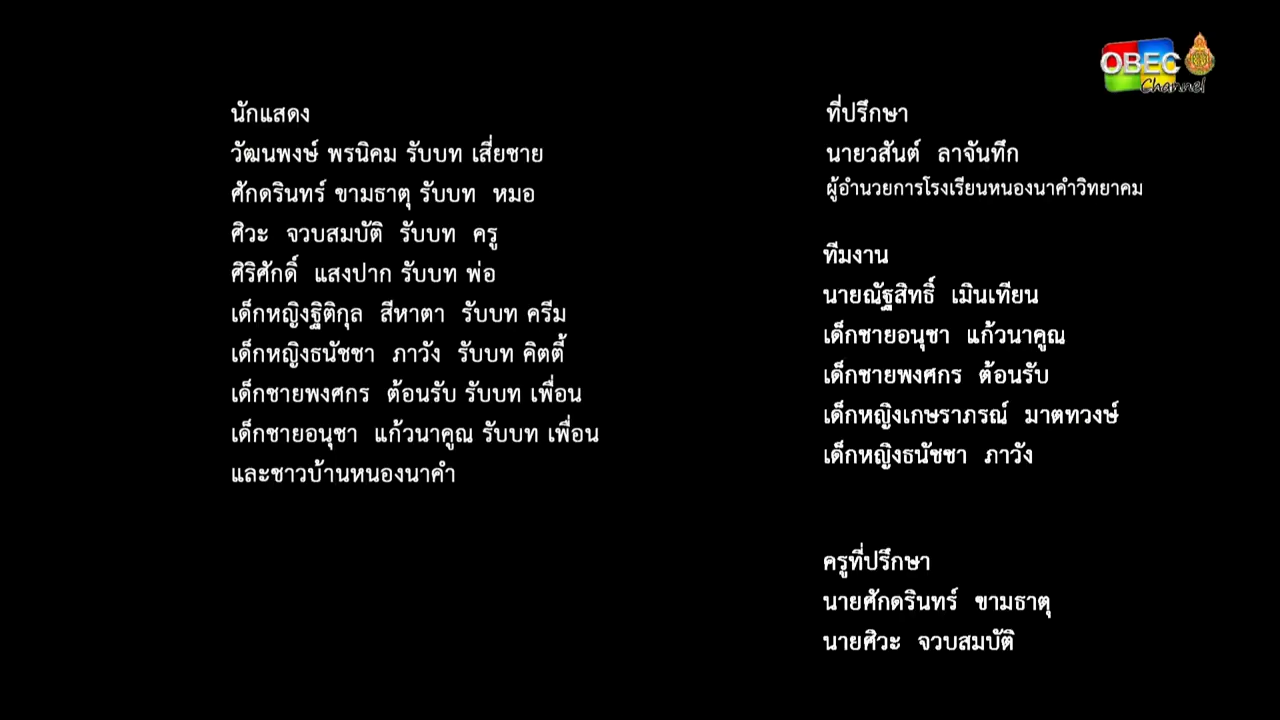 OBEC
Channel
นักแสดง
วัฒนพงษ์ พรนิคม รับบท เสี่ยชาย
ศักดรินทร์ ขามธาตุ รับบท หมอ
ศิวะ จวบสมบัติ รับบท ครู
ศิริศักดิ์ แสงปาก รับบท พ่อ
เด็กหญิงฐิติกุล สีหาตา รับบท ครีม
เด็กหญิงธนัชชา ภาวัง รับบท คิตตี้
เด็กชายพงศกร ต้อนรับ รับบท เพื่อน
เด็กชายอนุชา แก้วนาคูณ รับบท เพื่อน
และชาวบ้านหนองนาคำ
ที่ปรึกษา
นายวสันต์ ลาจันทึก
ผู้อำนวยการโรงเรียนหนองนาคำวิทยาคม
ทีมงาน
นายณัฐสิทธิ์ เมินเทียน
เด็กชายอนุชา แก้วนาคูณ
เด็กชายพงศกร ต้อนรับ
เด็กหญิงเกษราภรณ์ มาตทวงษ์
เด็กหญิงธนัชชา ภาวัง
ครูที่ปรึกษา
นายศักดรินทร์ ขามธาตุ
นายศิวะ จวบสมบัติ